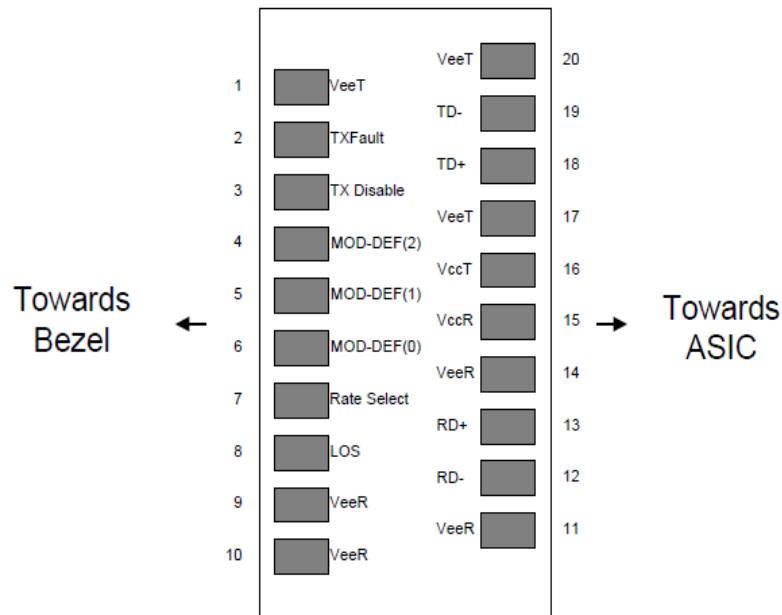 VeeT 20
1 VeeT
TD- 19
2 TXFault
TD+ 18
3 TX Disable
VeeT 17
4 MOD-DEF(2)
VccT 16
5 MOD-DEF(1)
Towards
Bezel
VccR 15
Towards
ASIC
6 MOD-DEF(0)
VeeR 14
7 Rate Select
RD+ 13
8 LOS
RD- 12
9 VeeR
VeeR 11
10 VeeR